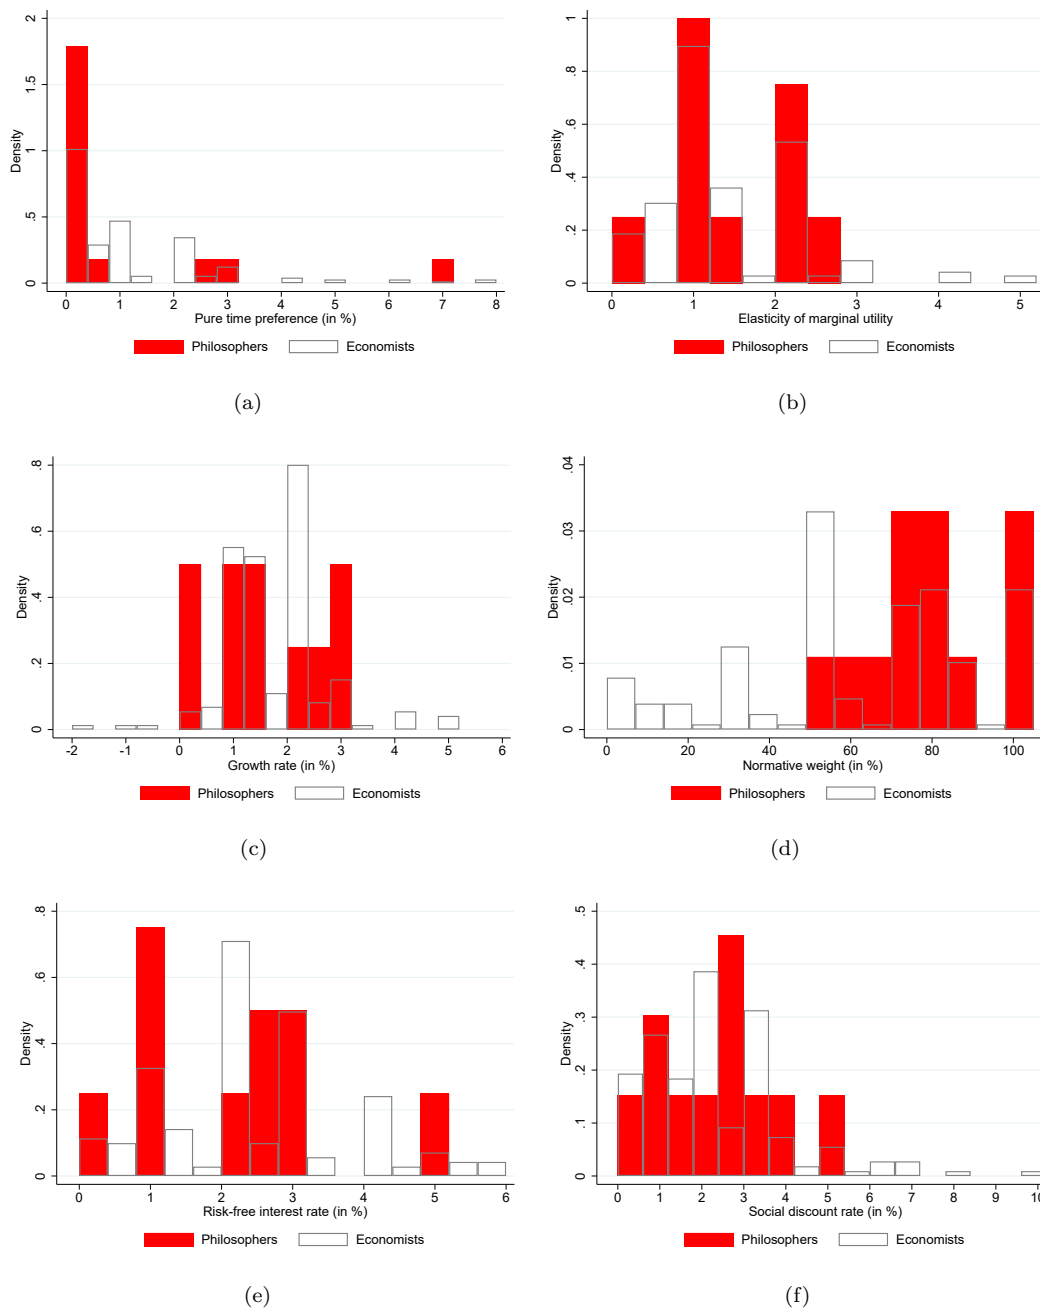 Density
0 .5 1 1.5 2
0 1 2 3 4 5 6 7 8
Pure time preference (in %)
Philosophers Economists
(a)
Density
0 .2 .4 .6 .8 1
0 1 2 3 4 5
Elasticity of marginal utility
Philosophers Economists
(b)
Density
0 .2 .4 .6 .8
-2 -1 0 1 2 3 4 5 6
Growth rate (in %)
Philosophers Economists
(c)
Density
0 .01 .02 .03 .04
0 20 40 60 80 100
Normative weight (in %)
Philosophers Economists
(d)
Density
0 .2 .4 .6 .8
0 1 2 3 4 5 6
Risk-free interest rate (in %)
Philosophers Economists
(e)
Density
0 .1 .2 .3 .4 .5
0 1 2 3 4 5 6 7 8 9 10
Social discount rate (in %)
Philosophers Economists
(f)